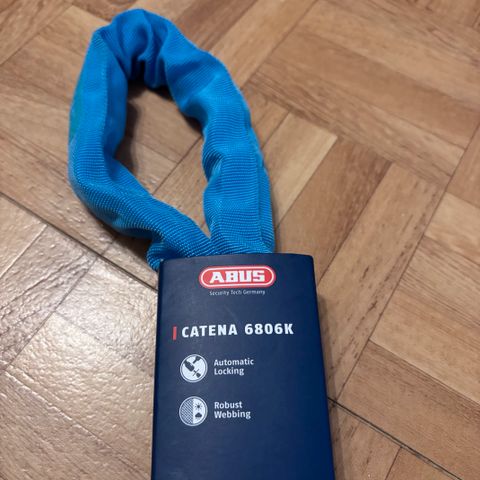 ABUS
Security Tech Germany
CATENA 6806K
Automatic
Locking
Robust
Webbing